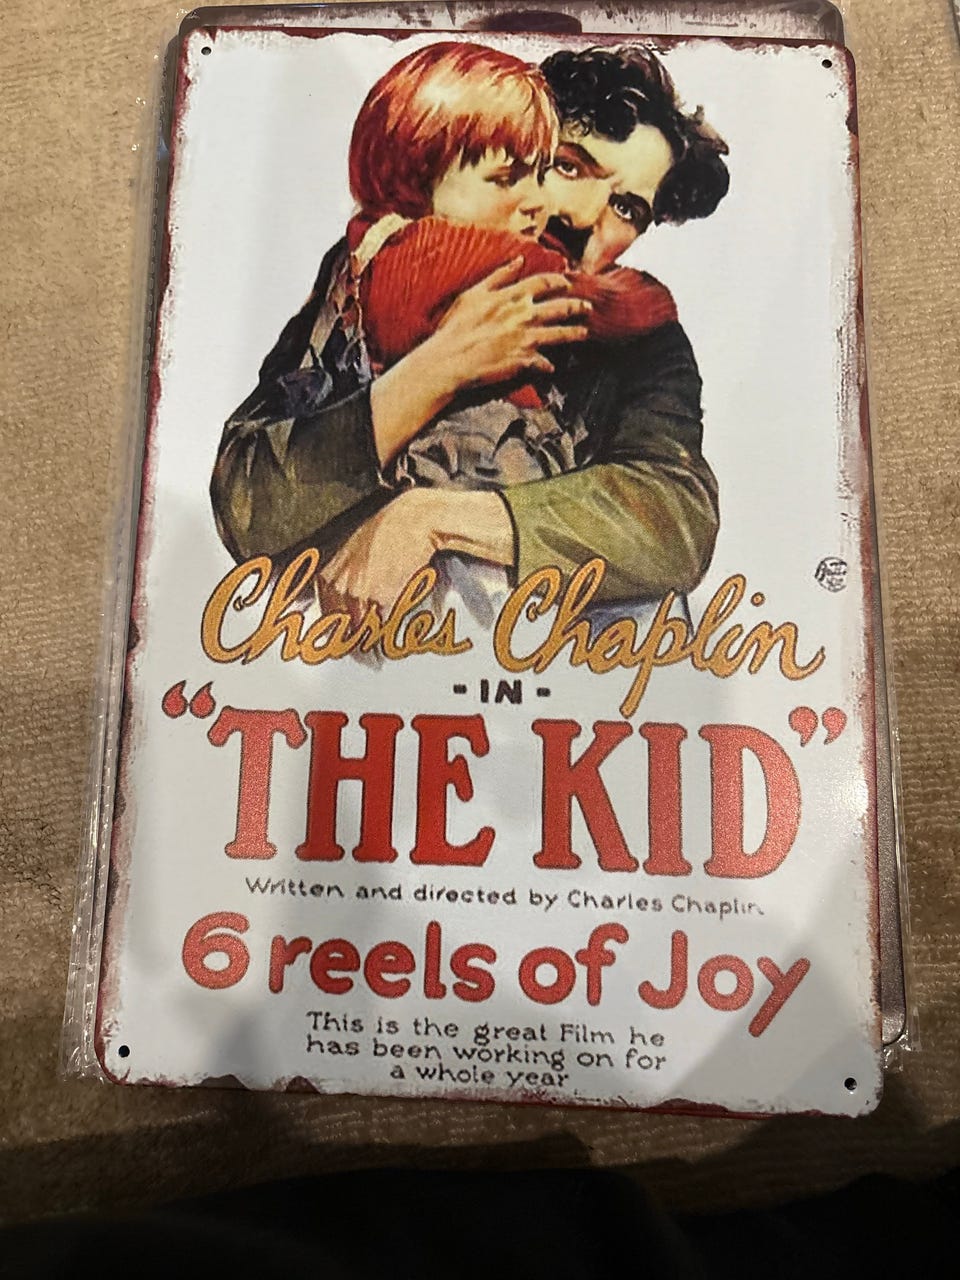 Charles Chaplin
- IN -
“THE KID”
Written and directed by Charles Chaplin
6 reels of Joy
This is the great Film he
has been working on for
a whole year